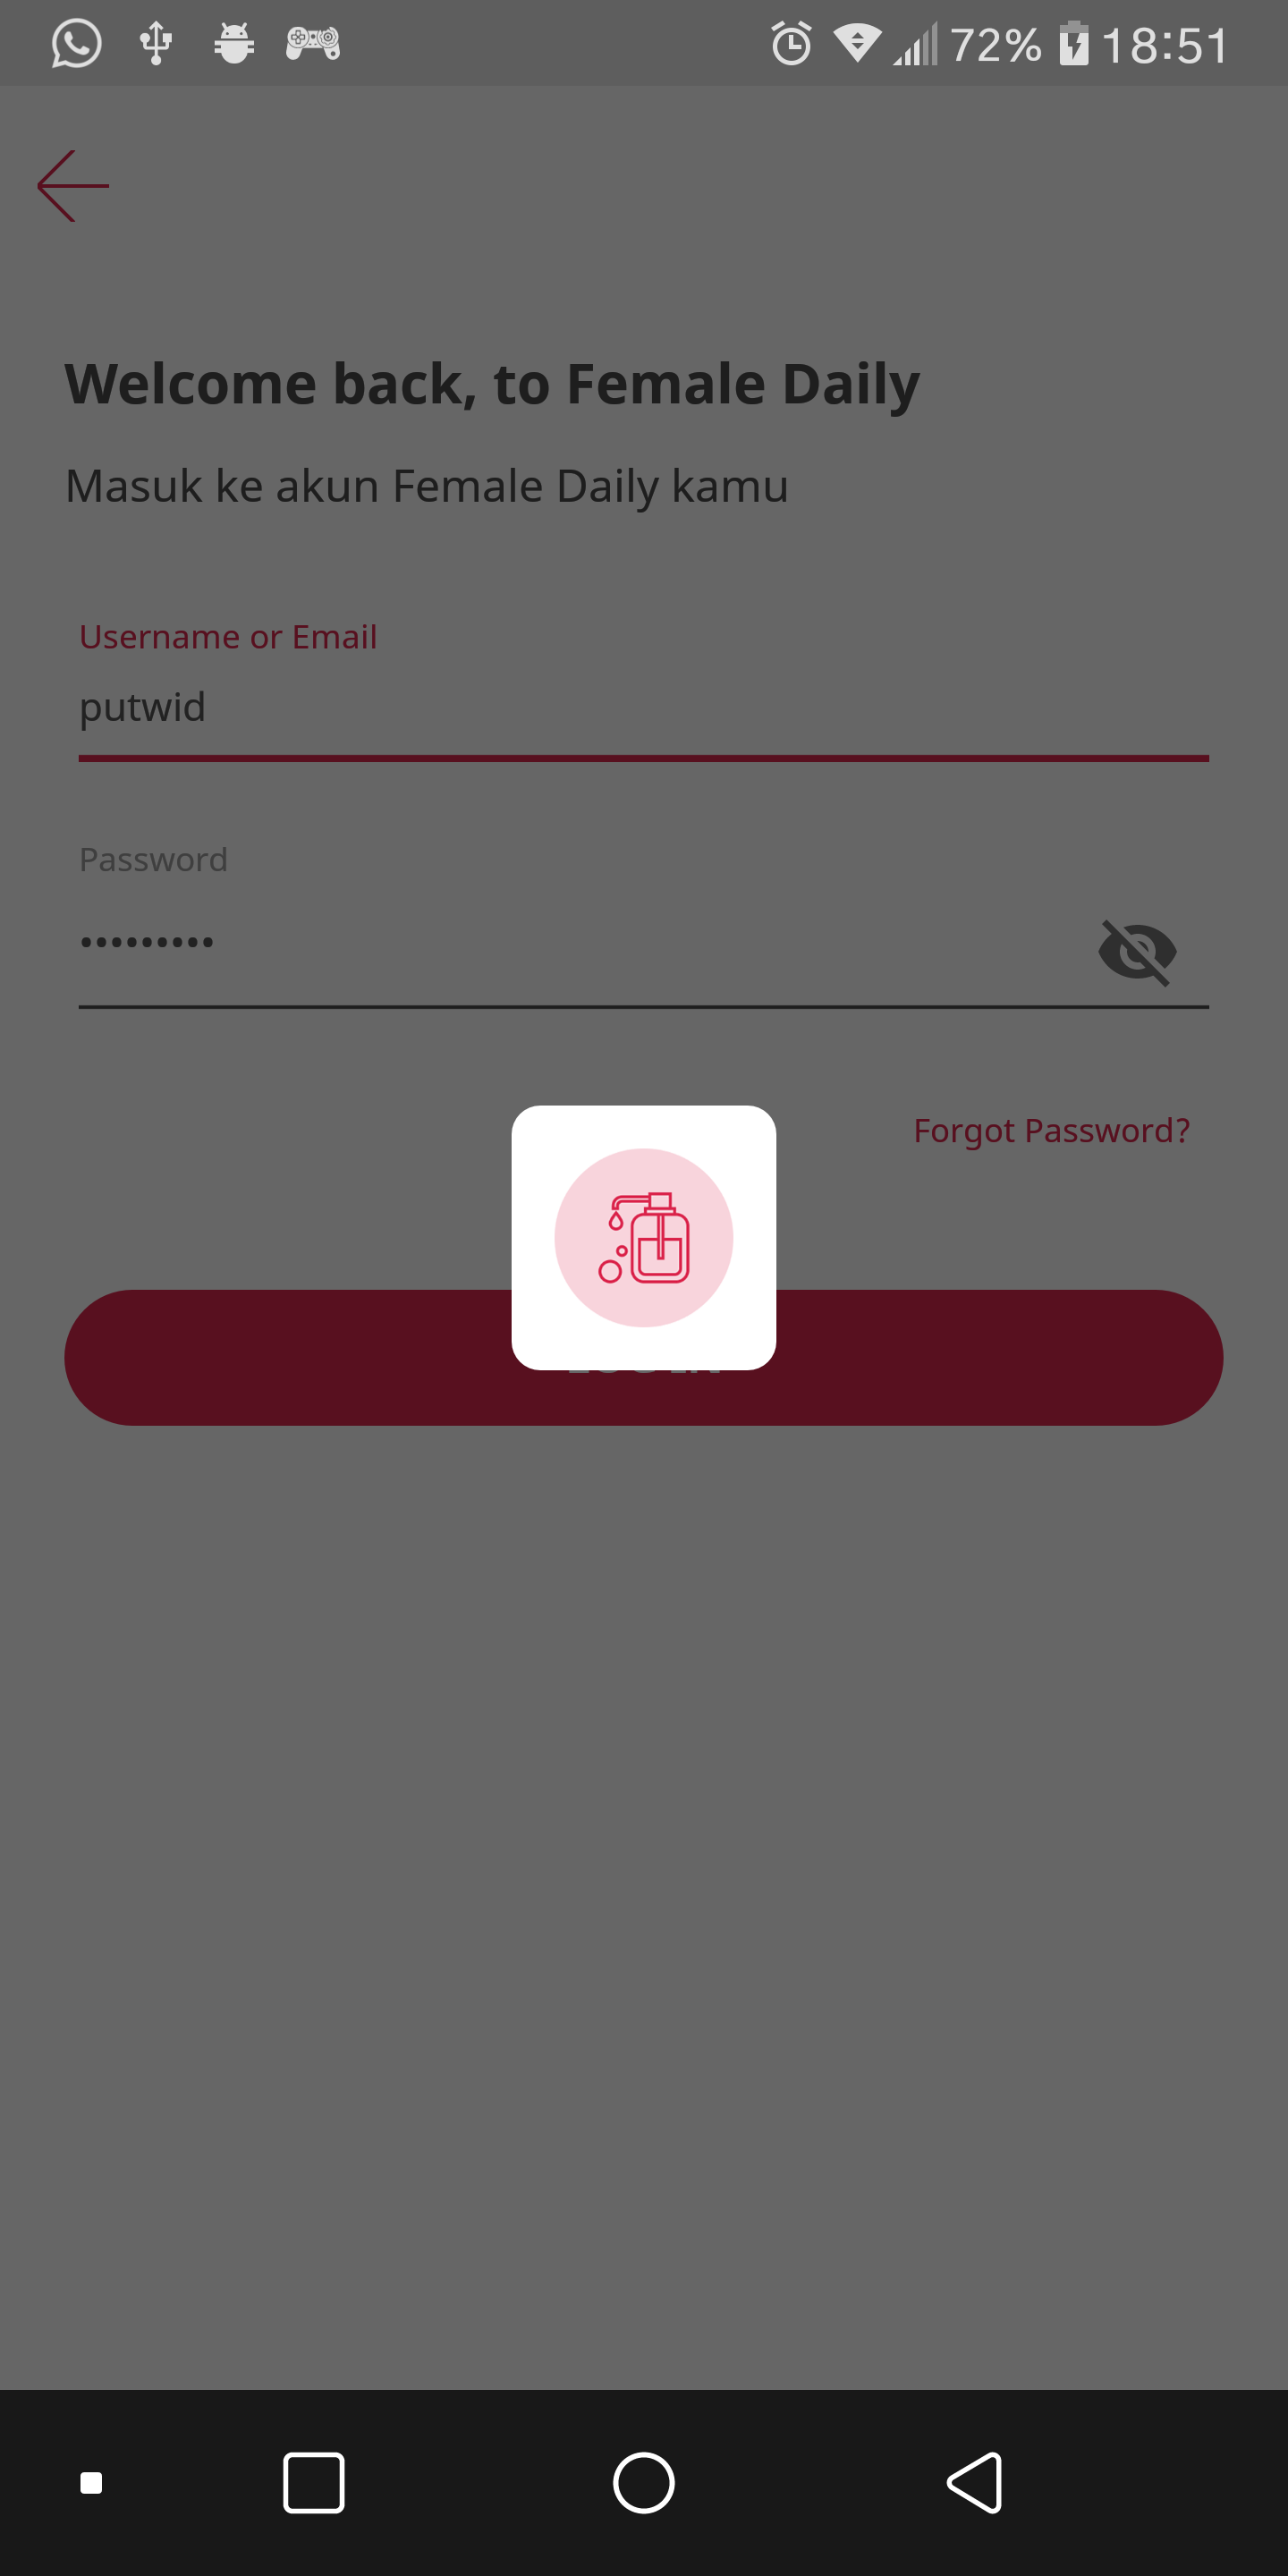 72% 18:51
Welcome back, to Female Daily
Masuk ke akun Female Daily kamu
Username or Email
putwid
Password
•••••••••
Forgot Password?